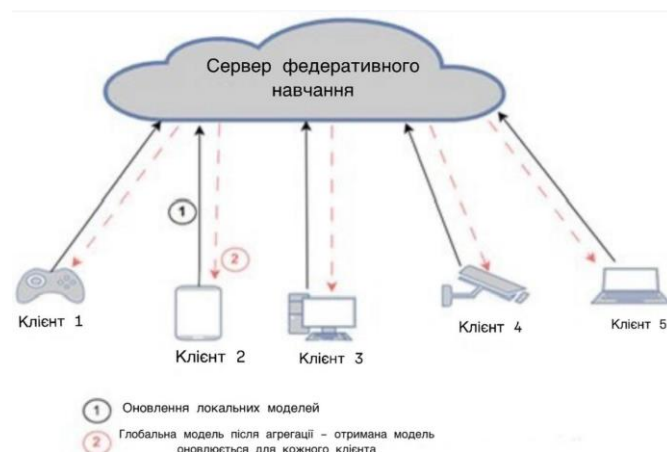 Сервер федеративного
навчання
1
2
Клієнт 1
Клієнт 2
Клієнт 3
Клієнт 4
Клієнт 5
1 Оновлення локальних моделей
2 Глобальна модель після агрегації – отримана модель
оновлюється для кожного клієнта